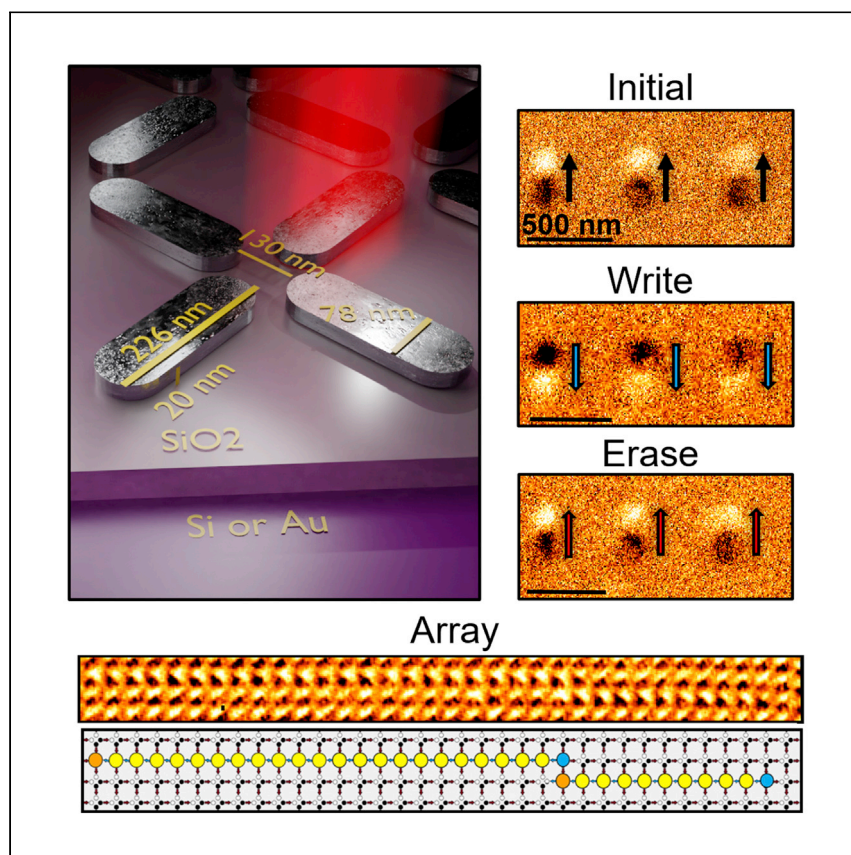 130 nm
226 nm
78 nm
20 nm
SiO2
Si or Au
Initial
500 nm
Write
Erase
Array